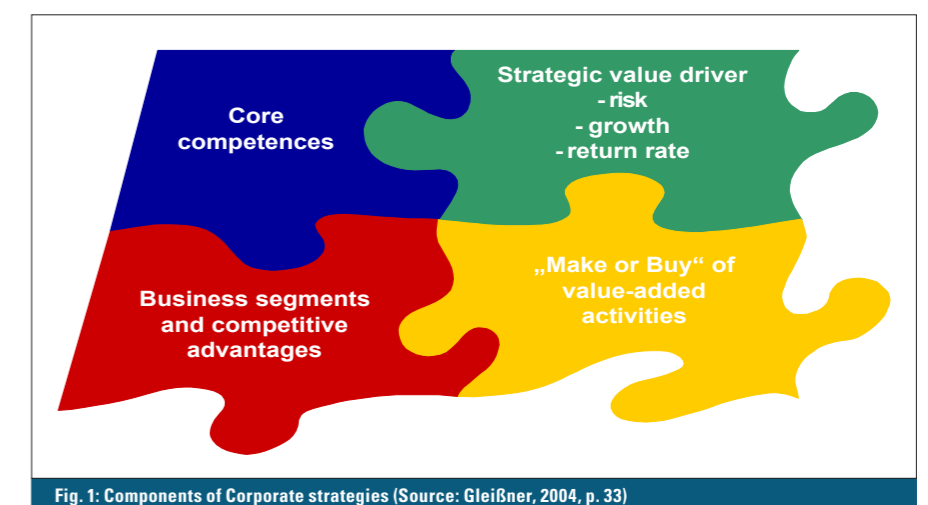 Core
competences
Strategic value driver
- risk
- growth
- return rate
Business segments
and competitive
advantages
„Make or Buy“ of
value-added
activities
Fig. 1: Components of Corporate strategies (Source: Gleißner, 2004, p. 33)